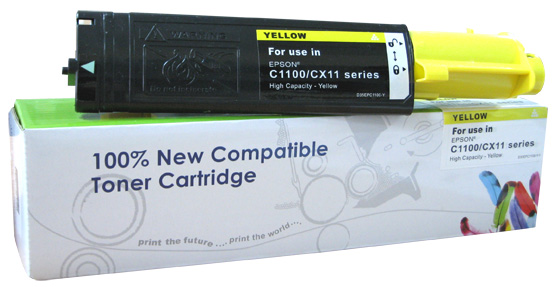 WARNING
YELLOW
For use in
EPSON®
C1100/CX11 series
High Capacity - Yellow
YELLOW
For use in
EPSON®
C1100/CX11 series
High Capacity - Yellow
100% New Compatible
Toner Cartridge
print the future .... print the world...